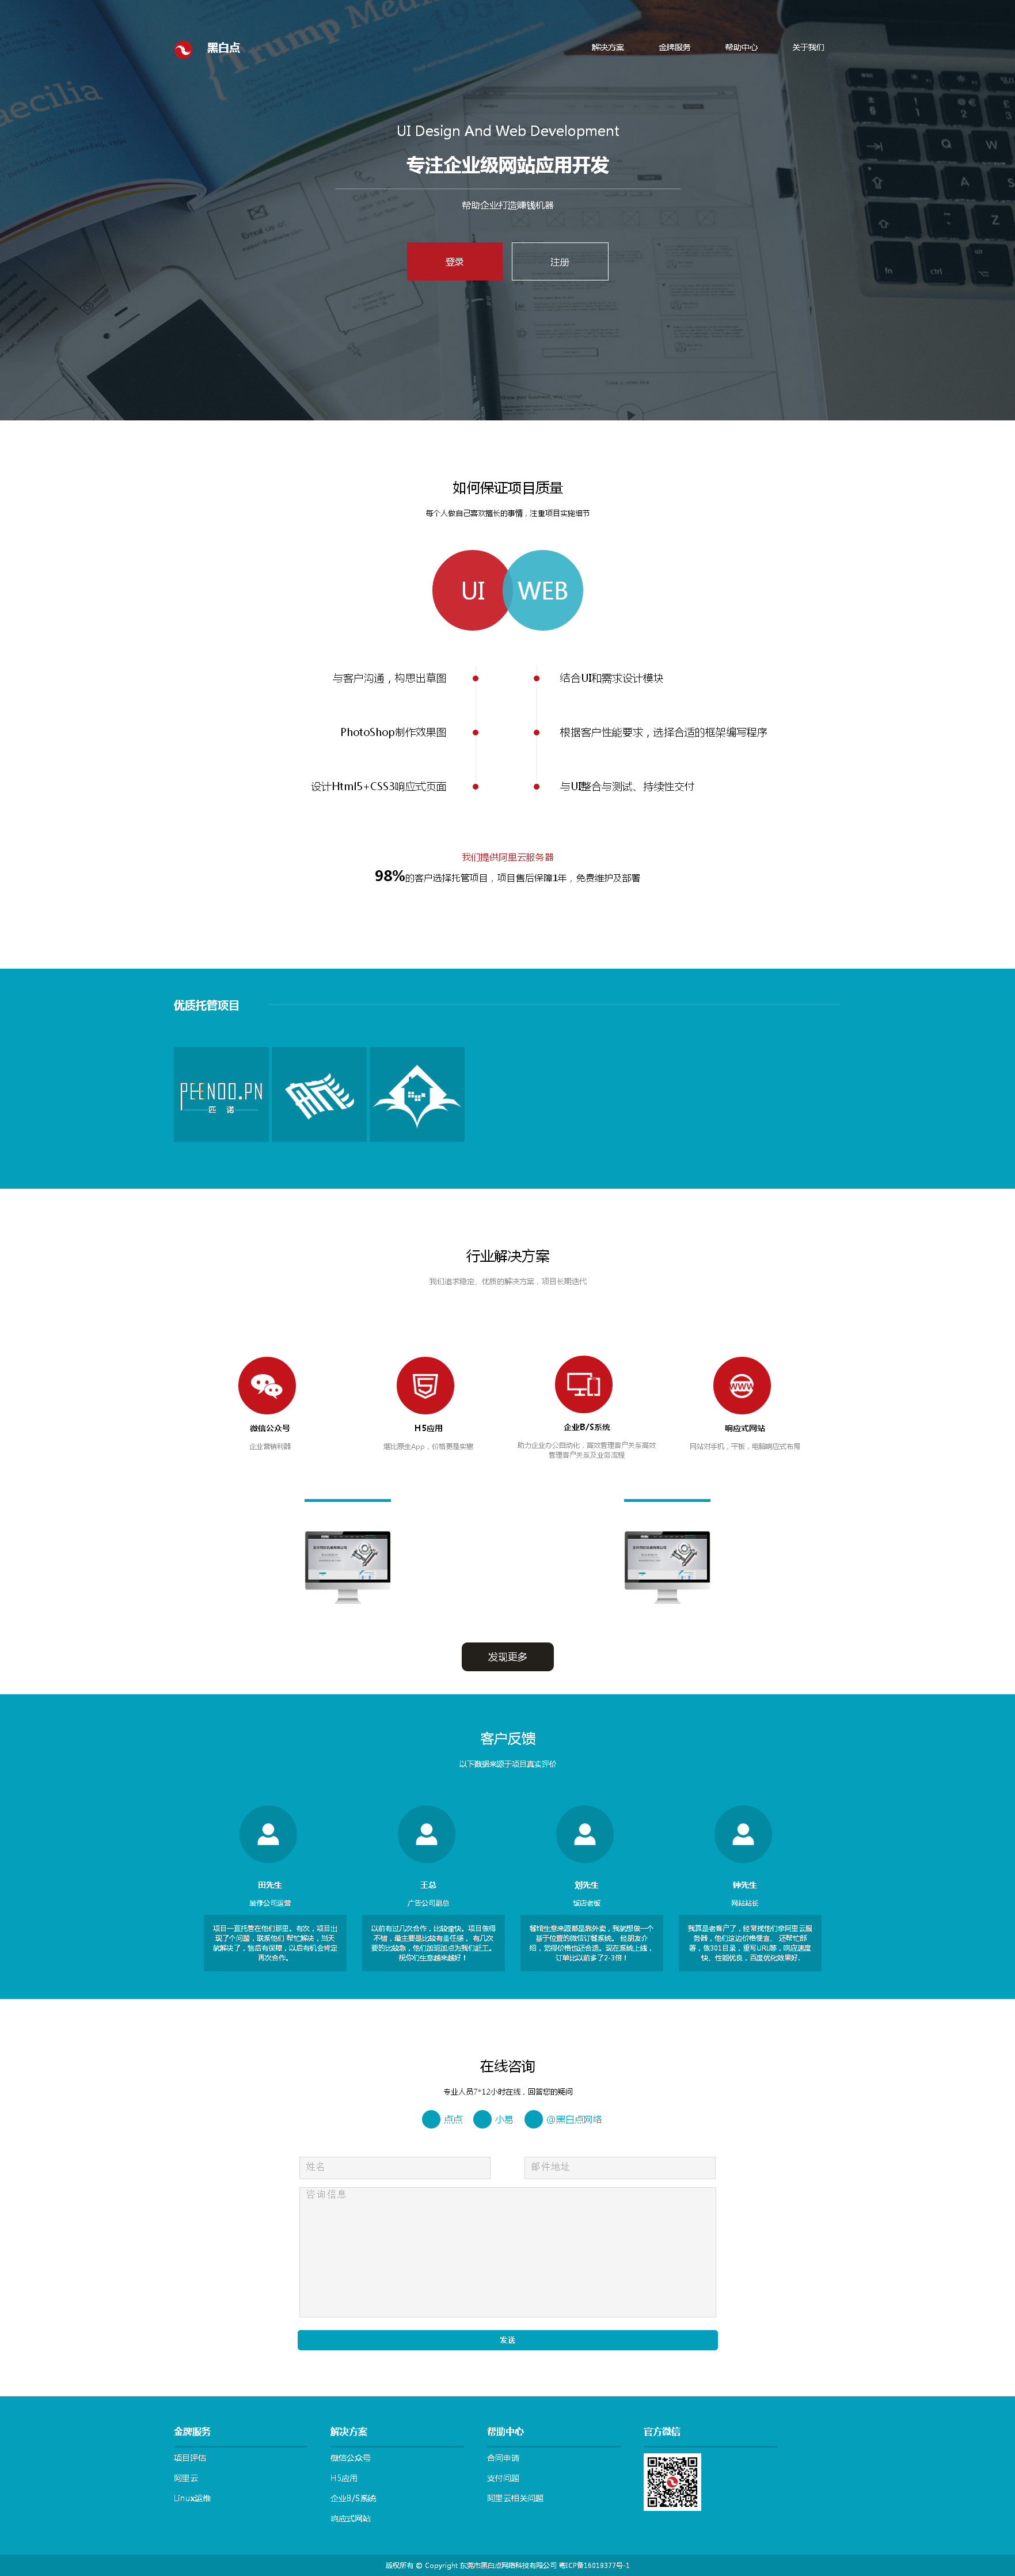 黑白点
解决方案 金牌服务 帮助中心 关于我们
UI Design And Web Development
专注企业级网站应用开发
帮助企业打造赚钱机器
登录 注册
如何保证项目质量
每个人做自己喜欢擅长的事情，注重项目实施细节
UI WEB
与客户沟通，构思出草图 结合UI和需求设计模块
PhotoShop制作效果图 根据客户性能要求，选择合适的框架编写程序
设计Html5+CSS3响应式页面 与UI整合与测试、持续性交付
我们提供阿里云服务器
98%的客户选择托管项目，项目售后保障1年，免费维护及部署
优质托管项目
PEENOO.PN
匹 诺
行业解决方案
我们追求稳定、优质的解决方案，项目长期迭代
微信公众号 H5应用 企业B/S系统 响应式网站
企业营销利器 堪比原生App，价格更是实惠 助力企业办公自动化，高效管理客户关系高效 网站对手机，平板，电脑响应式布局
管理客户关系及业务流程
发现更多
客户反馈
以下数据来源于项目真实评价
田先生 王总 刘先生 钟先生
装修公司运营 广告公司副总 饭店老板 网站站长
项目一直托管在他们那里。有次，项目出
现了个问题，联系他们 帮忙解决，当天
就解决了，售后有保障，以后有机会肯定
再次合作。
以前有过几次合作，比较愉快。项目做得
不错，最主要是比较有责任感， 有几次
要的比较急，他们加班加点为我们赶工。
祝你们生意越来越好！
餐馆生意来源都是靠外卖，我就想做一个
基于位置的微信订餐系统。 经朋友介
绍，觉得价格也还合适。现在系统上线，
订单比以前多了2-3倍！
我算是老客户了，经常找他们拿阿里云服
务器，他们这边价格便宜、 还帮忙部
署，做301目录，重写URL等，响应速度
快、性能优良，百度优化效果好.
在线咨询
专业人员7*12小时在线，回答您的疑问
点点 小易 @黑白点网络
姓名 邮件地址
咨询信息
发送
金牌服务 解决方案 帮助中心 官方微信
项目评估 微信公众号 合同申请
阿里云 H5应用 支付问题
Linux运维 企业B/S系统 阿里云相关问题
响应式网站
版权所有 © Copyright 东莞市黑白点网络科技有限公司 粤ICP备16019377号-1